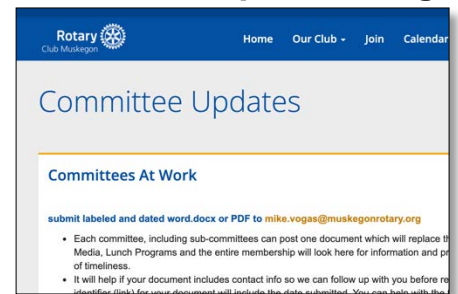 Rotary
Club Muskegon
Home Our Club Join Calendar
Committee Updates
Committees At Work
submit labeled and dated word.docx or PDF to mike.vogas@muskegonrotary.org
• Each committee, including sub-committees can post one document which will replace
Media, Lunch Programs and the entire membership will look here for information and
of timeliness.
• It will help if your document includes contact info so we can follow up with you before
identifier (link) for your document will include the date submitted. You can help with the